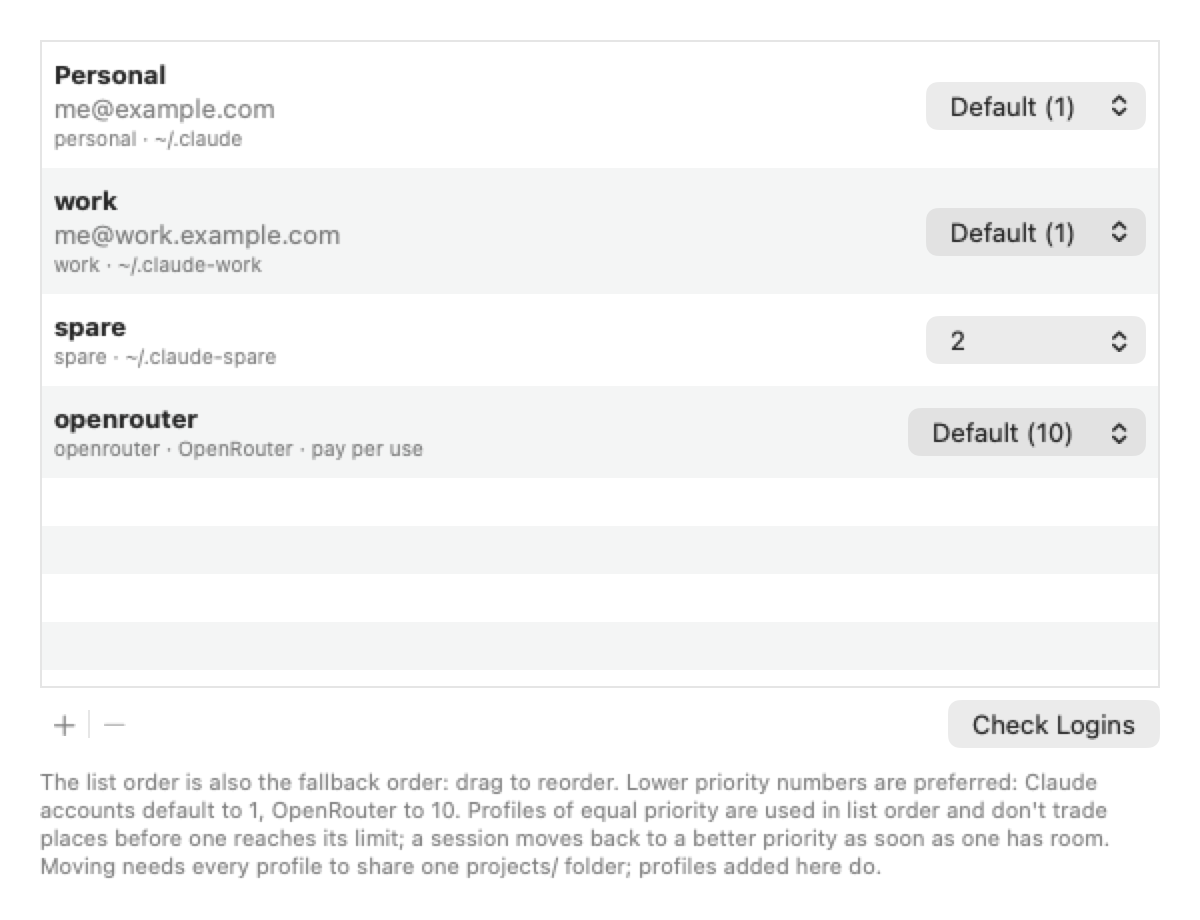 Personal
me@example.com
personal · ~/.claude
Default (1)
work
me@work.example.com
work · ~/.claude-work
Default (1)
spare
spare · ~/.claude-spare
2
openrouter
openrouter · OpenRouter · pay per use
Default (10)
Check Logins
The list order is also the fallback order: drag to reorder. Lower priority numbers are preferred: Claude
accounts default to 1, OpenRouter to 10. Profiles of equal priority are used in list order and don't trade
places before one reaches its limit; a session moves back to a better priority as soon as one has room.
Moving needs every profile to share one projects/ folder; profiles added here do.